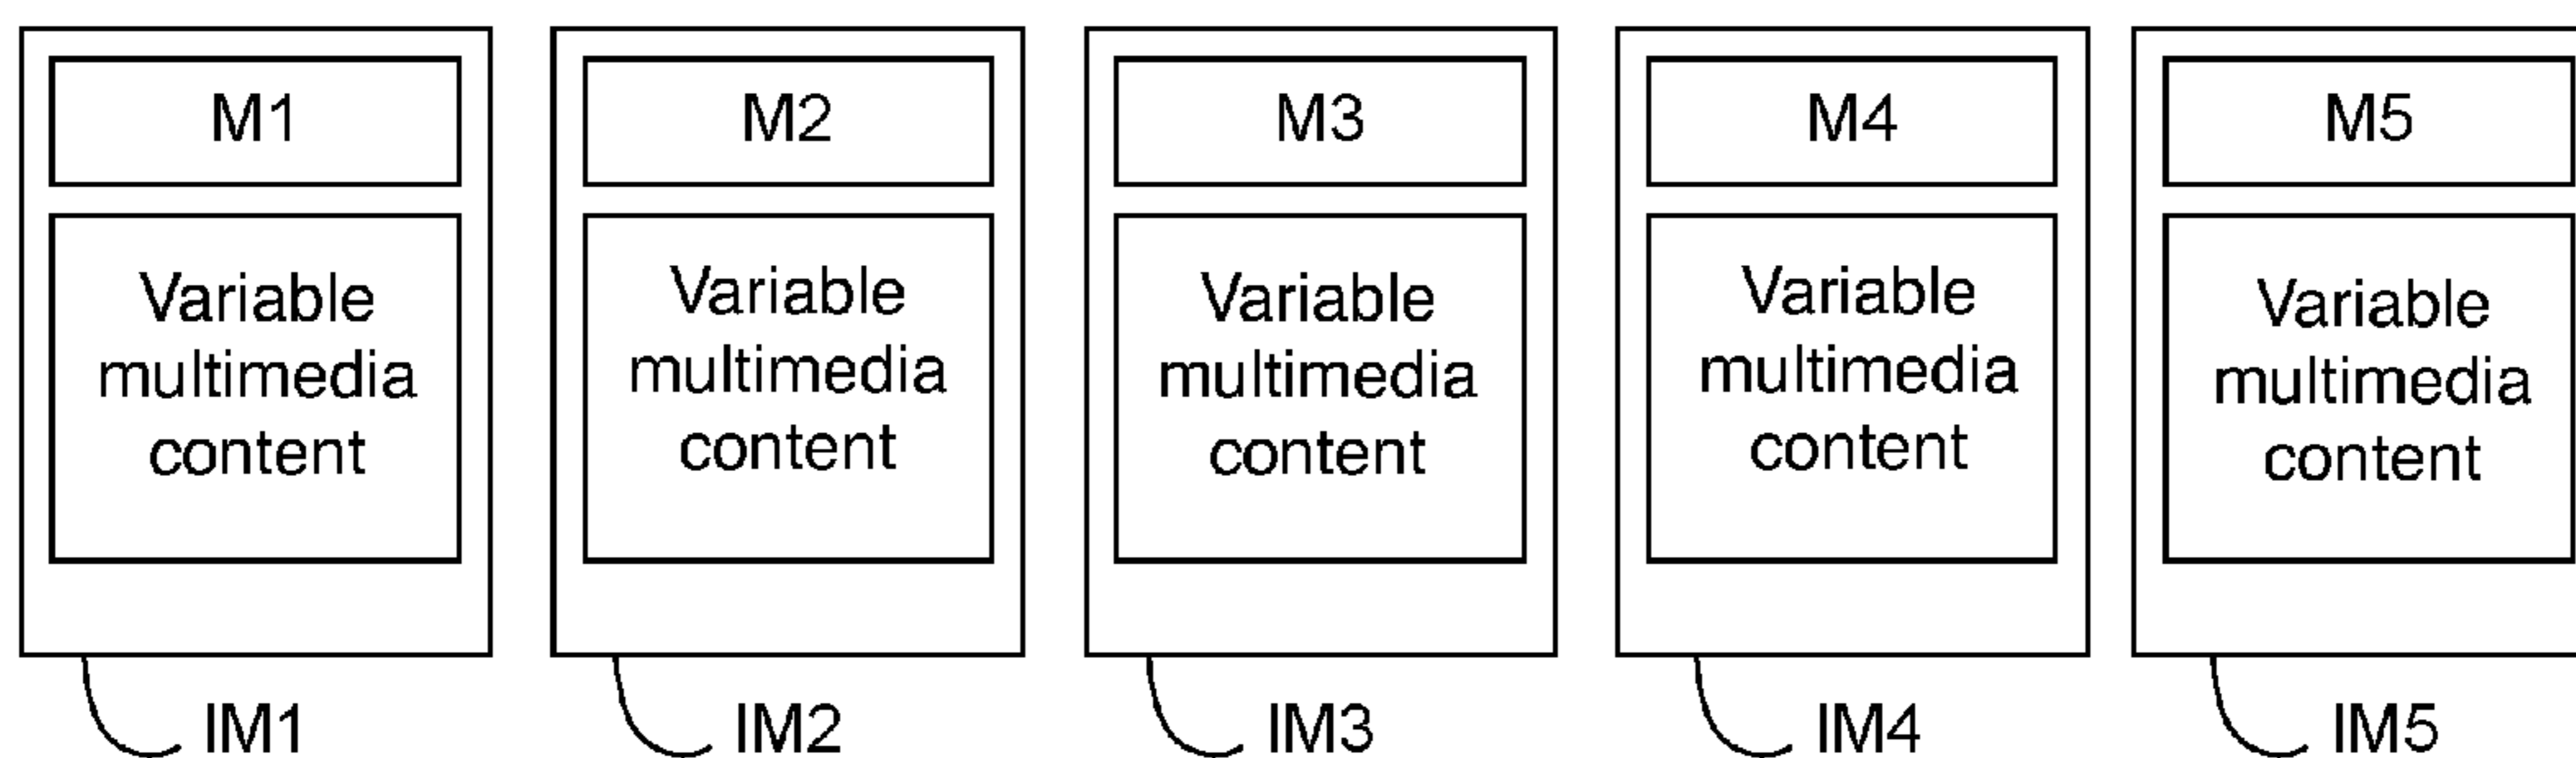 M1 M2 M3 M4 M5
Variable Variable Variable Variable Variable
multimedia multimedia multimedia multimedia multimedia
content content content content content
IM1 IM2 IM3 IM4 IM5